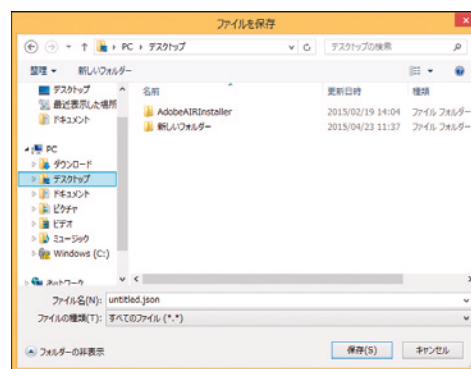 ファイルを保存
PC ▸ デスクトップ
デスクトップの検索
整理 ▼ 新しいフォルダー
デスクトップ
最近表示した場所
ドキュメント
PC
ダウンロード
デスクトップ
ドキュメント
ピクチャ
ビデオ
ミュージック
Windows (C:)
ネットワーク
名前 更新日時 種類
AdobeAIRInstaller 2015/02/19 14:04 ファイル フォルダー
新しいフォルダー 2015/04/23 11:37 ファイル フォルダー
ファイル名(N): untitled.json
ファイルの種類(T): すべてのファイル (*.*)
フォルダーの非表示
保存(S) キャンセル